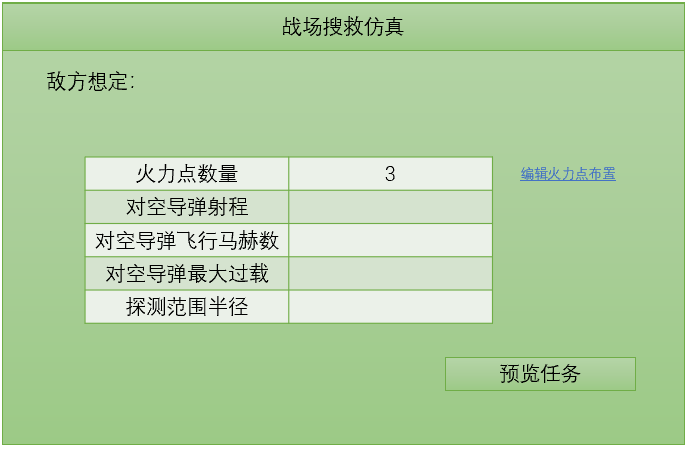 战场搜救仿真
敌方想定：
火力点数量 3 编辑火力点布置
对空导弹射程
对空导弹飞行马赫数
对空导弹最大过载
探测范围半径
预览任务